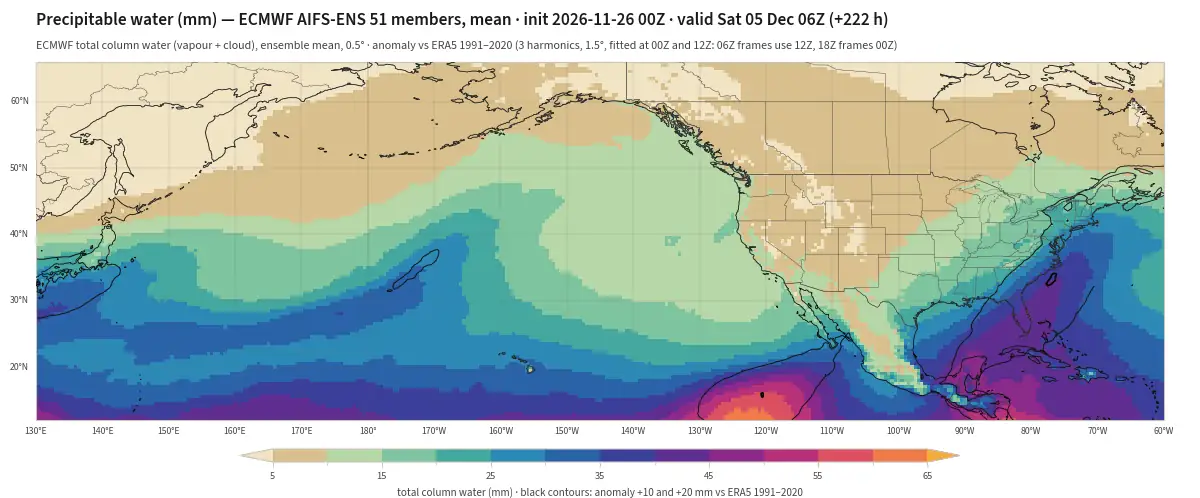 Precipitable water (mm) — ECMWF AIFS-ENS 51 members, mean · init 2026-11-26 00Z · valid Sat 05 Dec 06Z (+222 h)
ECMWF total column water (vapour + cloud), ensemble mean, 0.5° · anomaly vs ERA5 1991–2020 (3 harmonics, 1.5°, fitted at 00Z and 12Z: 06Z frames use 12Z, 18Z frames 00Z)
60°N
50°N
40°N
30°N
20°N
130°E 140°E 150°E 160°E 170°E 180° 170°W 160°W 150°W 140°W 130°W 120°W 110°W 100°W 90°W 80°W 70°W 60°W
5 15 25 35 45 55 65
total column water (mm) · black contours: anomaly +10 and +20 mm vs ERA5 1991–2020